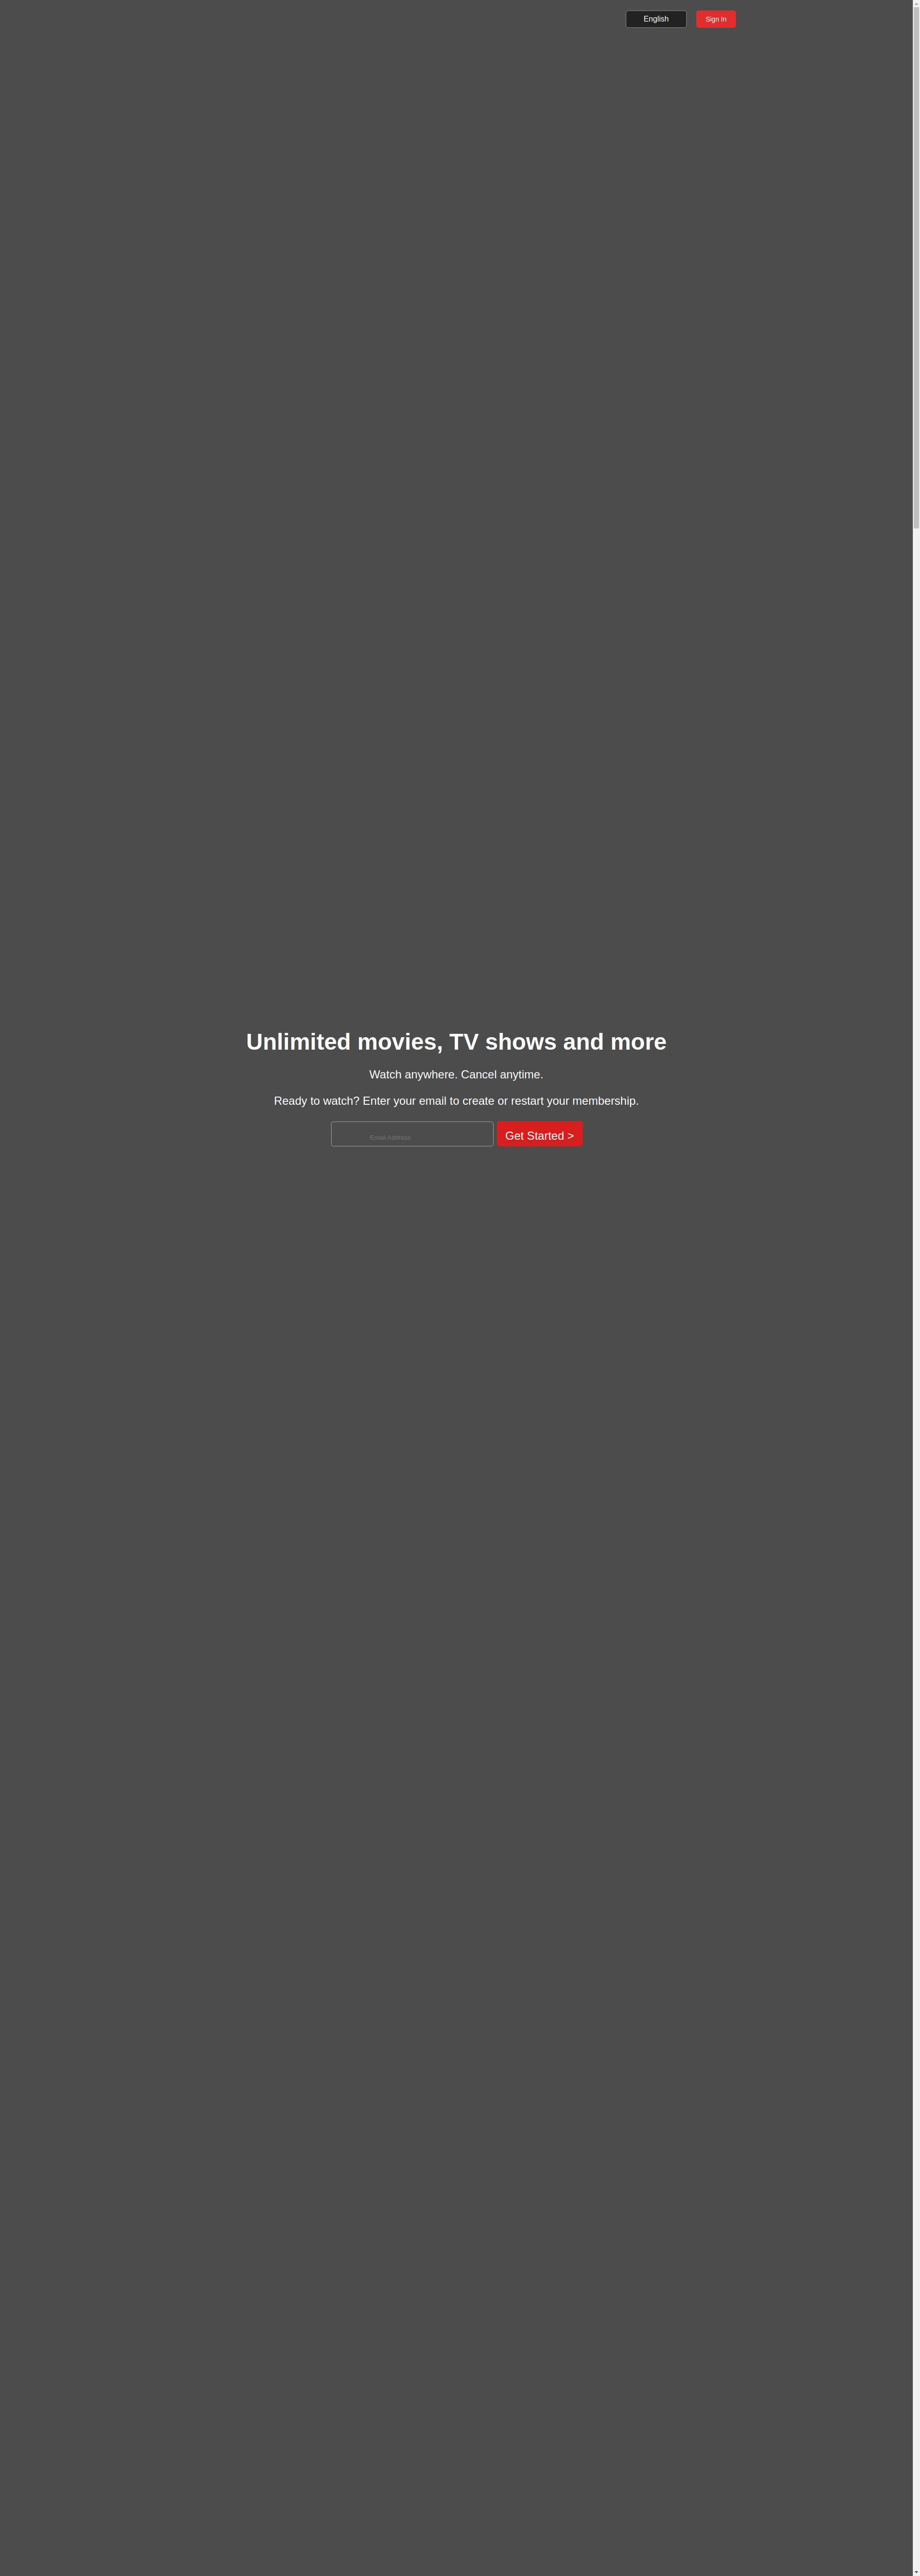 English
Sign In
Unlimited movies, TV shows and more
Watch anywhere. Cancel anytime.
Ready to watch? Enter your email to create or restart your membership.
Email Address
Get Started >